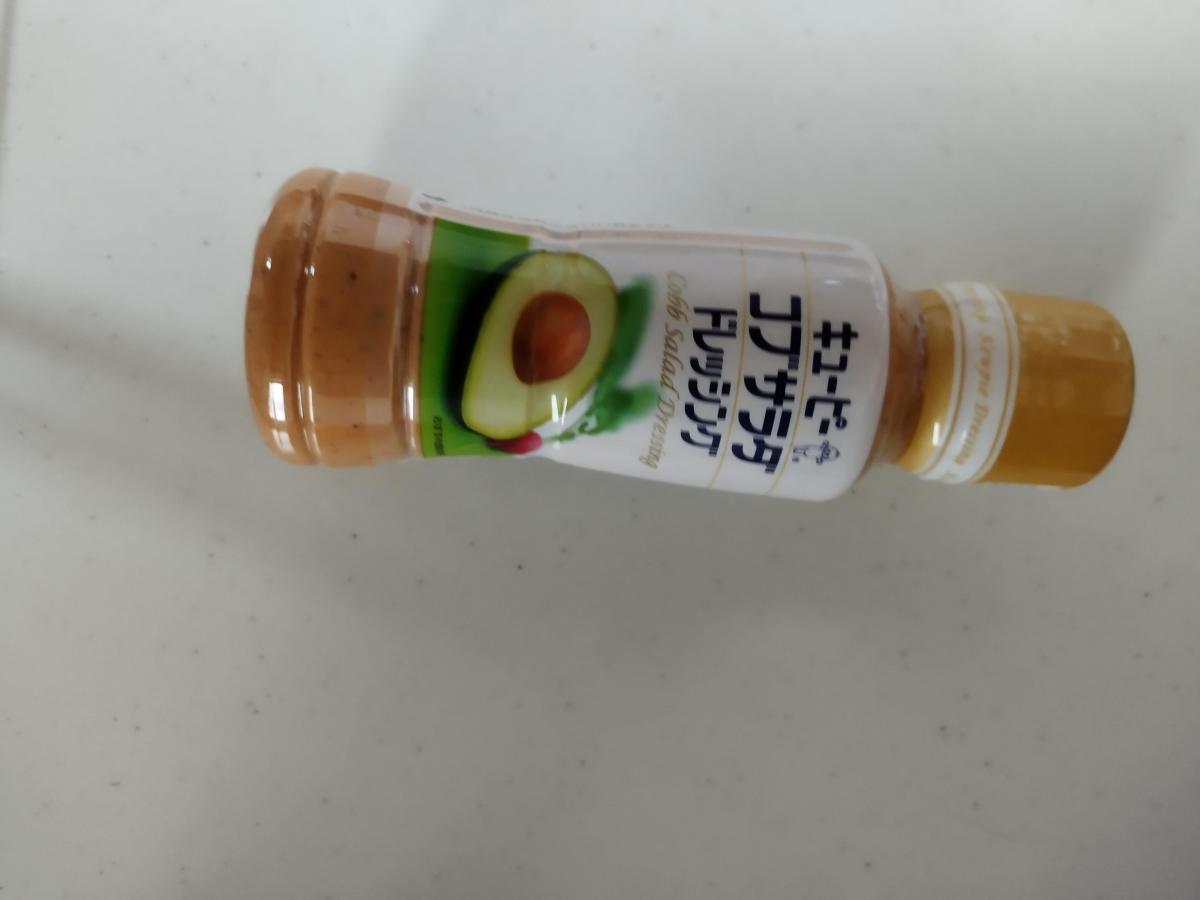 キユーピー
コブサラダ
ドレッシング
Cobb Salad Dressing
Dressing